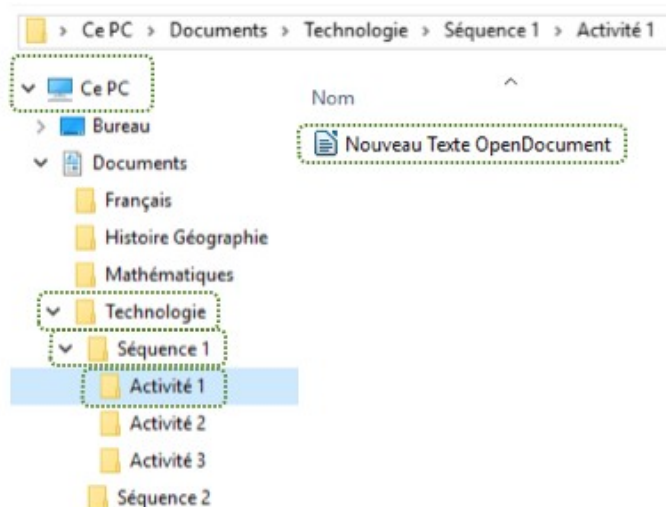 > Ce PC > Documents > Technologie > Séquence 1 > Activité 1
Ce PC
Bureau
Documents
Français
Histoire Géographie
Mathématiques
Technologie
Séquence 1
Activité 1
Activité 2
Activité 3
Séquence 2
Nom
Nouveau Texte OpenDocument